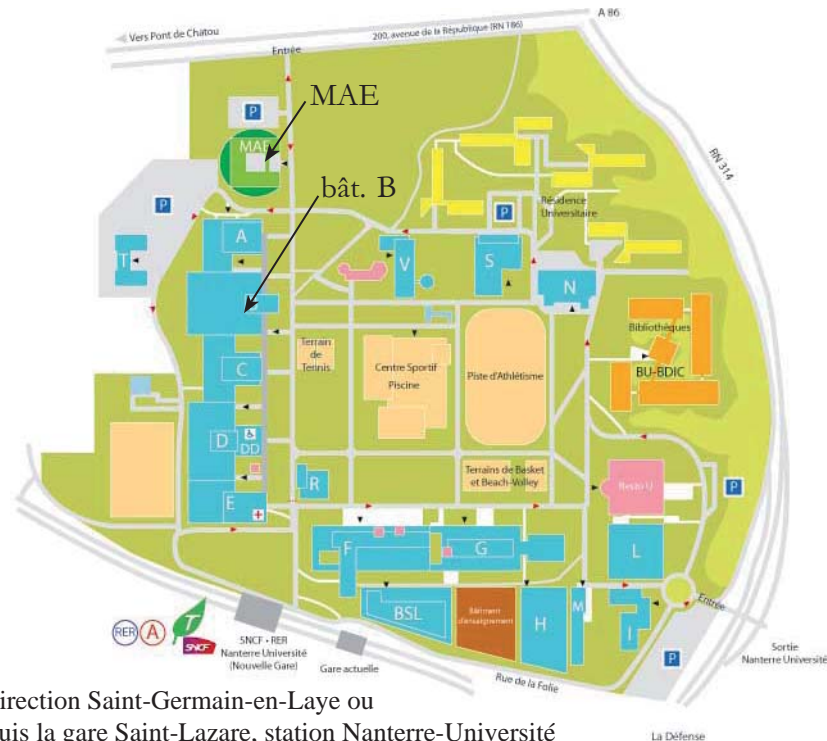 A 86
Vers Pont de Châtou
200, avenue de la République (RN 186)
Entrée
P
MAE
MAE
bât. B
RN 314
P
Résidence
Universitaire
P
T
A
V
S
N
Bibliothèques
BU-BDIC
Terrain
de
Tennis
Centre Sportif
Piscine
Piste d'Athlétisme
C
D
DD
E
R
Terrains de Basket
et Beach-Volley
Resto U
P
F
G
L
BSL
Bâtiment
d'enseignement
H
M
I
Entrée
P
Sortie
Nanterre Université
RER
A
T
SNCF
SNCF • RER
Nanterre Université
(Nouvelle Gare)
Gare actuelle
Rue de la Folie
irection Saint-Germain-en-Laye ou
uis la gare Saint-Lazare, station Nanterre-Université
La Défense